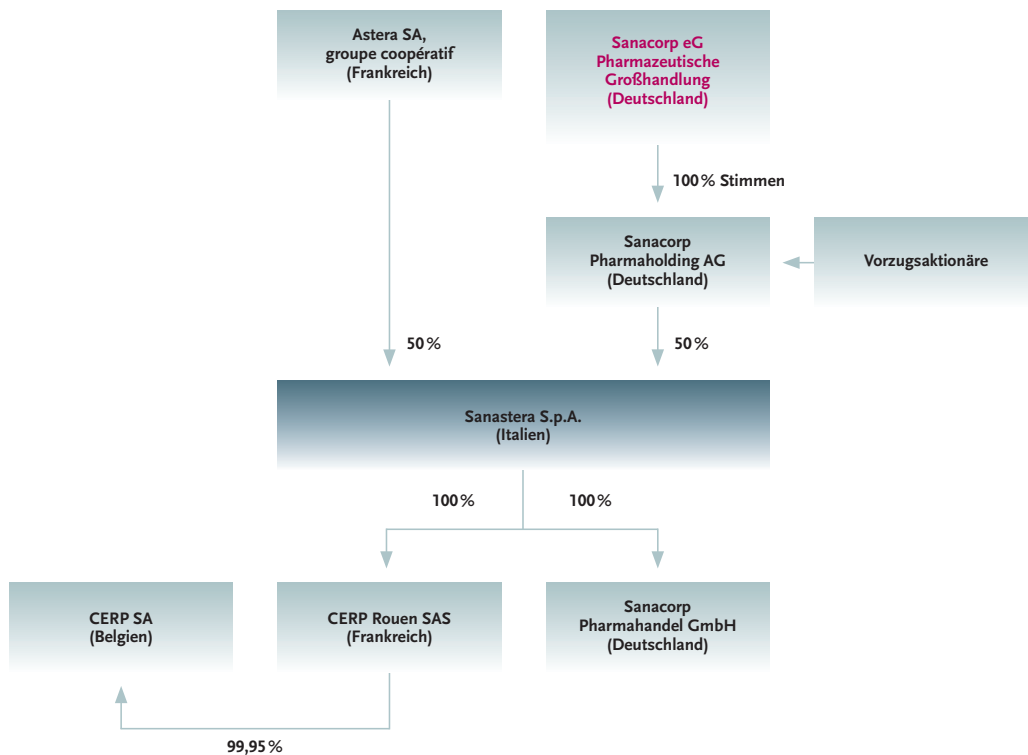 Astera SA,
groupe coopératif
(Frankreich)
Sanacorp eG
Pharmazeutische
Großhandlung
(Deutschland)
100 % Stimmen
Sanacorp
Pharmaholding AG
(Deutschland)
Vorzugsaktionäre
50 %
50 %
Sanastera S.p.A.
(Italien)
100 %
100 %
CERP SA
(Belgien)
CERP Rouen SAS
(Frankreich)
Sanacorp
Pharmahandel GmbH
(Deutschland)
99,95 %